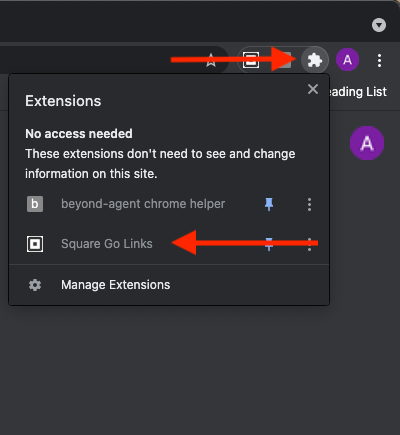 A
eading List
Extensions
No access needed
These extensions don't need to see and change
information on this site.
A
b beyond-agent chrome helper
Square Go Links
Manage Extensions